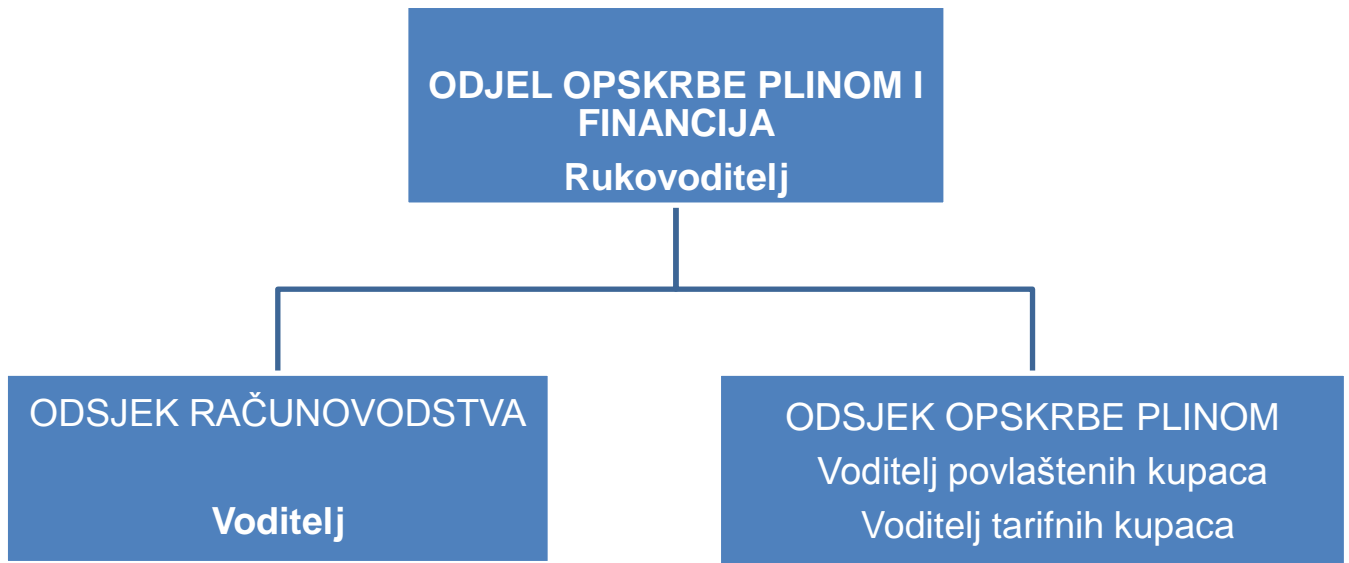 ODJEL OPSKRBE PLINOM I
FINANCIJA
Rukovoditelj
ODSJEK RAČUNOVODSTVA
Voditelj
ODSJEK OPSKRBE PLINOM
Voditelj povlaštenih kupaca
Voditelj tarifnih kupaca